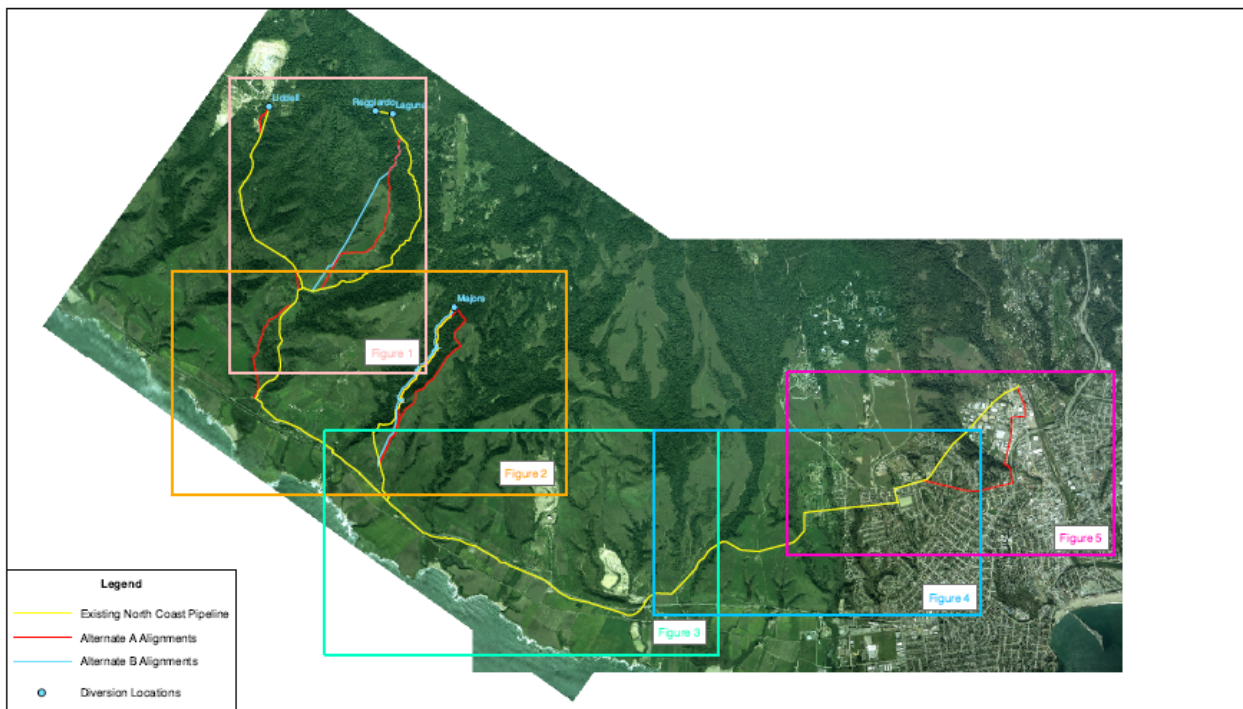 Liddell
Reggiardo
Laguna
Majors
Figure 1
Figure 2
Figure 3
Figure 4
Figure 5
Legend
Existing North Coast Pipeline
Alternate A Alignments
Alternate B Alignments
Diversion Locations